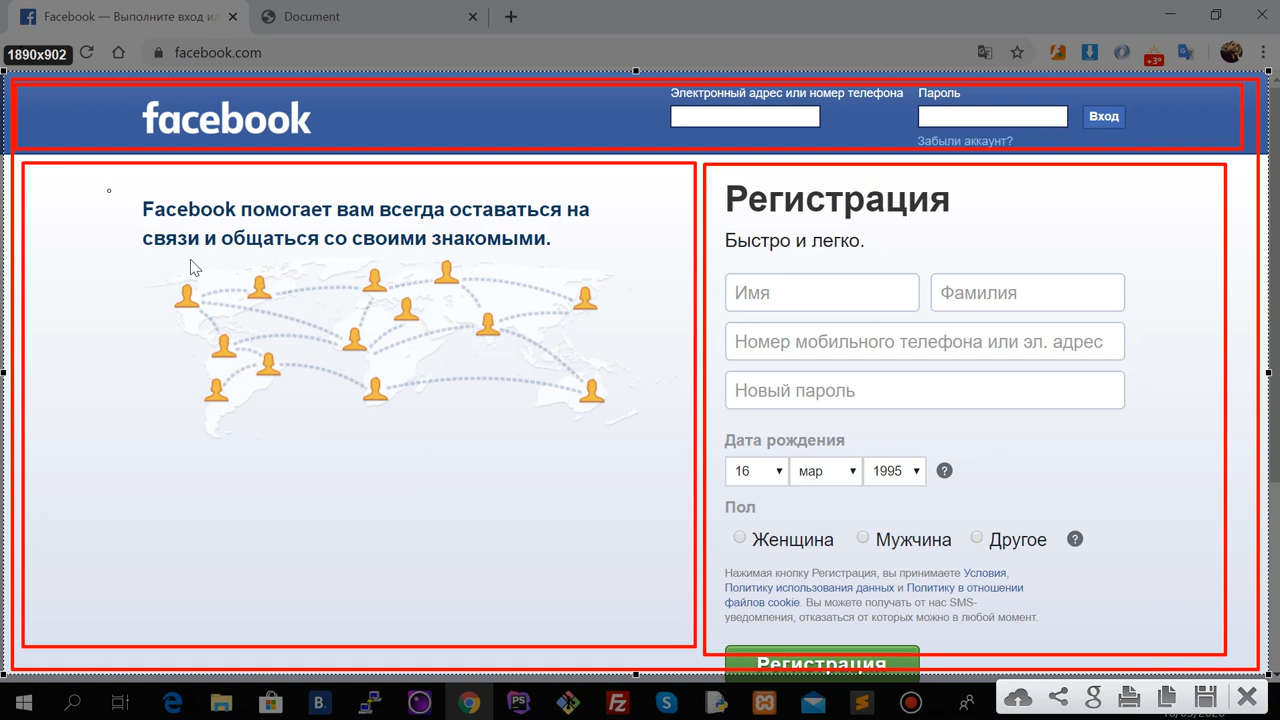 Facebook — Выполните вход ил
Document
1890x902
facebook.com
+3°
facebook
Электронный адрес или номер телефона
Пароль
Вход
Забыли аккаунт?
Facebook помогает вам всегда оставаться на
связи и общаться со своими знакомыми.
Регистрация
Быстро и легко.
Имя
Фамилия
Номер мобильного телефона или эл. адрес
Новый пароль
Дата рождения
16
мар
1995
?
Пол
Женщина
Мужчина
Другое
?
Нажимая кнопку Регистрация, вы принимаете Условия,
Политику использования данных и Политику в отношении
файлов cookie. Вы можете получать от нас SMS-
уведомления, отказаться от которых можно в любой момент.
Регистрация